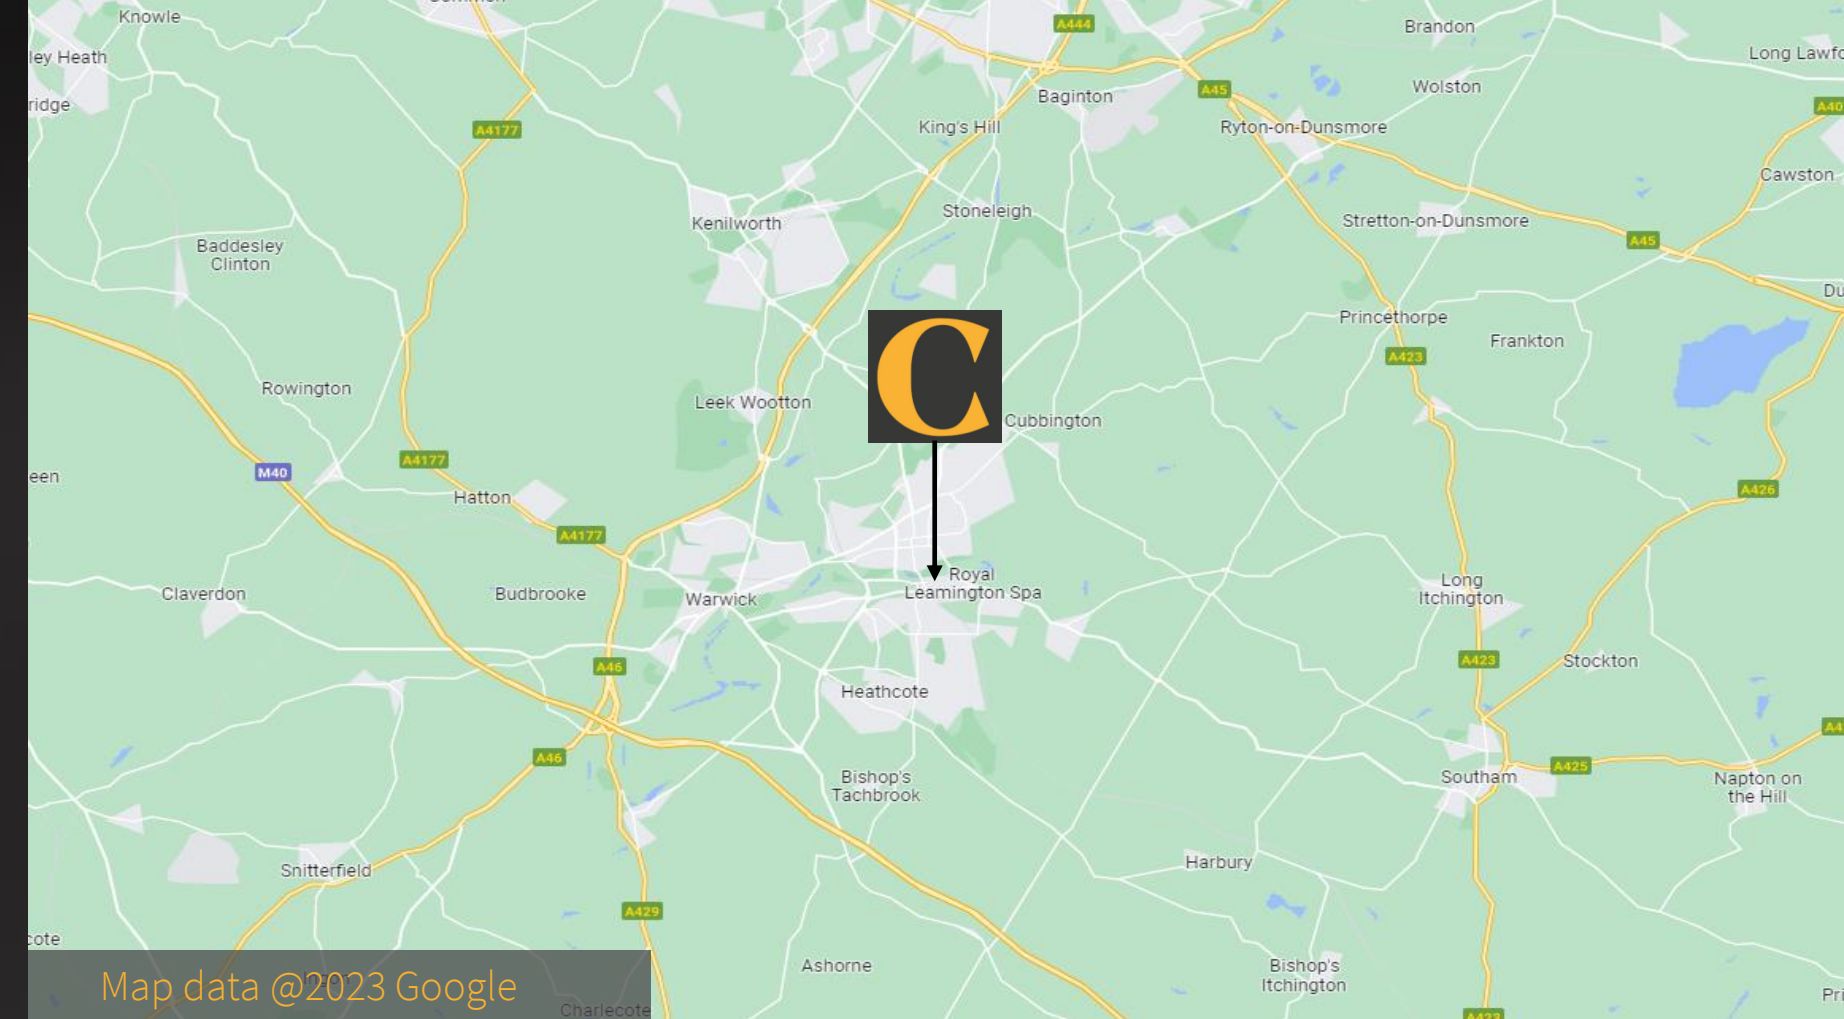 Knowle
A444
Brandon
ley Heath
Long Lawfo
Wolston
A45
Baginton
ridge
A40
A4177
King's Hill
Ryton-on-Dunsmore
Cawston
Kenilworth
Stoneleigh
Stretton-on-Dunsmore
Baddesley
Clinton
A45
Du
Princethorpe
Frankton
A423
C
Rowington
Leek Wootton
Cubbington
A4177
M40
een
Hatton
A426
A4177
Royal
Leamington Spa
Long
Itchington
Claverdon
Budbrooke
Warwick
A46
A423
Stockton
Heathcote
A4
A46
A425
Bishop's
Tachbrook
Southam
Napton on
the Hill
Snitterfield
Harbury
A429
cote
Ashorne
Bishop's
Itchington
Map data @2023 Google
Charlecote
Pri
A423